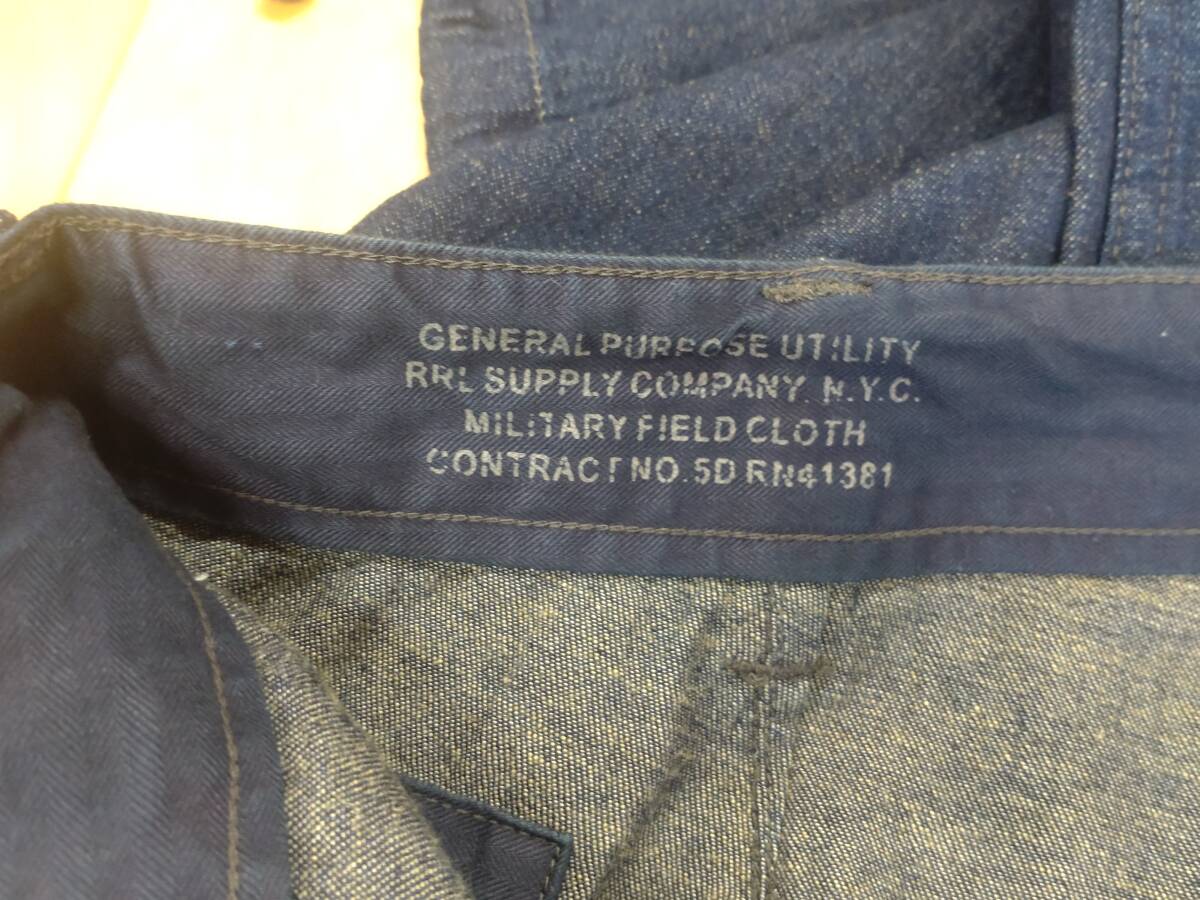 GENERAL PURPOSE UTILITY
RRL SUPPLY COMPANY. N.Y.C.
MILITARY FIELD CLOTH
CONTRACT NO. 5D RN41381